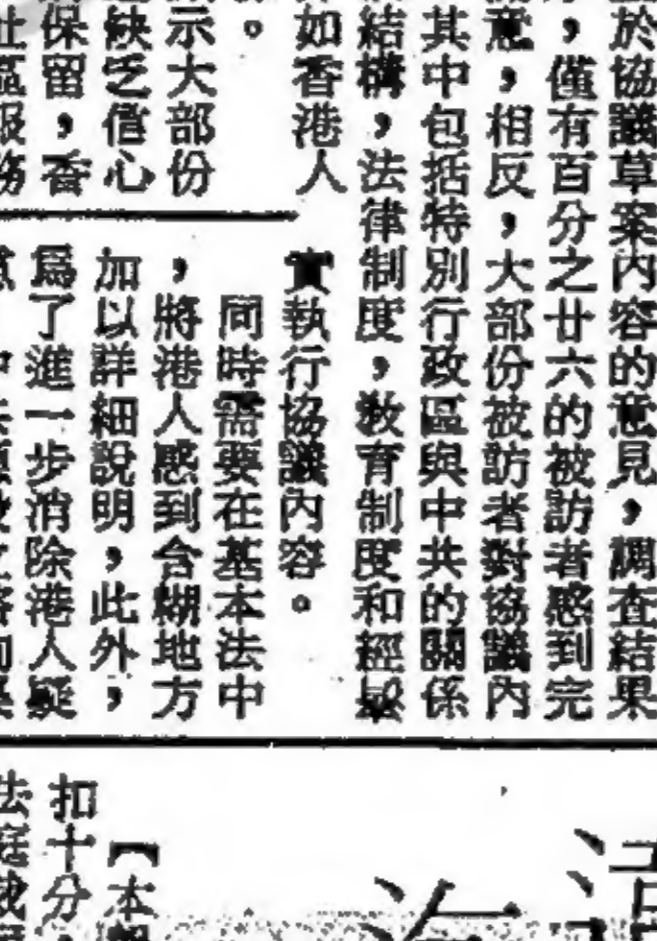 於協議草案內容的意見，調查結果
，僅有百分之廿六的被訪者感到完
意，相反，大部份被訪者對協議內
其中包括特別行政區與中共的關係
結構，法律制度，教育制度和經
如香港人
。
示大部份
缺乏信心
保留，香
社區服務
實執行協議內容。
同時需要在基本法中
，將港人感到含糊地方
加以詳細說明，此外，
爲了進一步消除港人疑
【本
扣十分
法庭